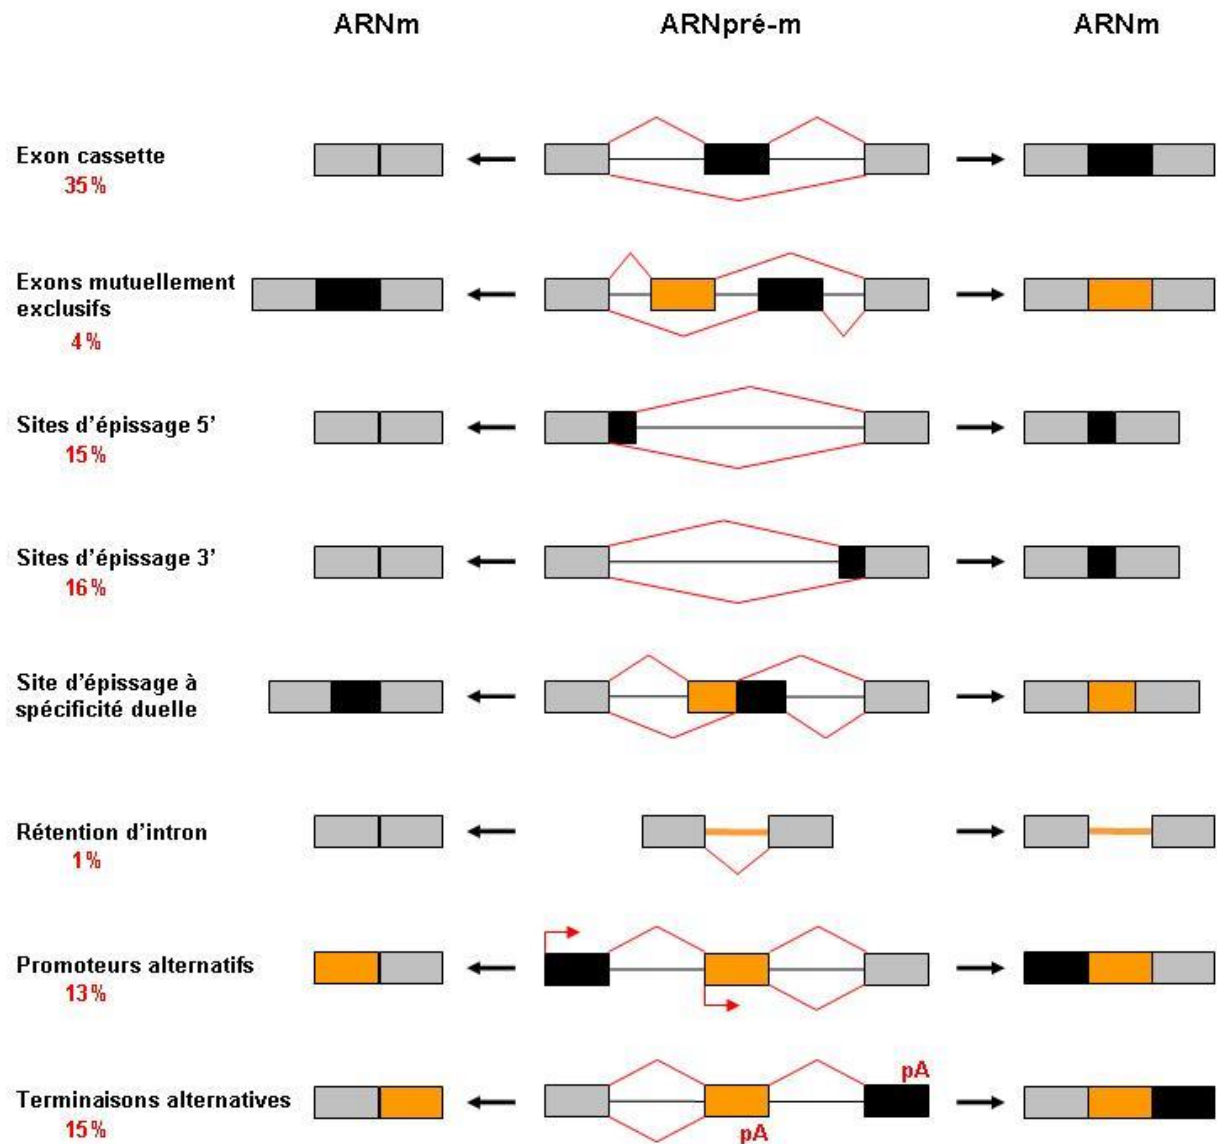 ARNm ARNpré-m ARNm
Exon cassette
35%
Exons mutuellement
exclusifs
4%
Sites d'épissage 5'
15%
Sites d'épissage 3'
16%
Site d'épissage à
spécificité duelle
Rétention d'intron
1%
Promoteurs alternatifs
13%
pA
Terminaisons alternatives
15%
pA